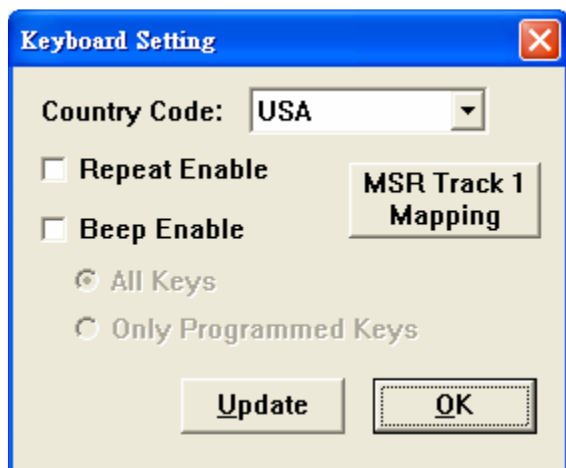 Keyboard Setting
Country Code: USA
Repeat Enable
MSR Track 1
Mapping
Beep Enable
All Keys
Only Programmed Keys
Update
OK